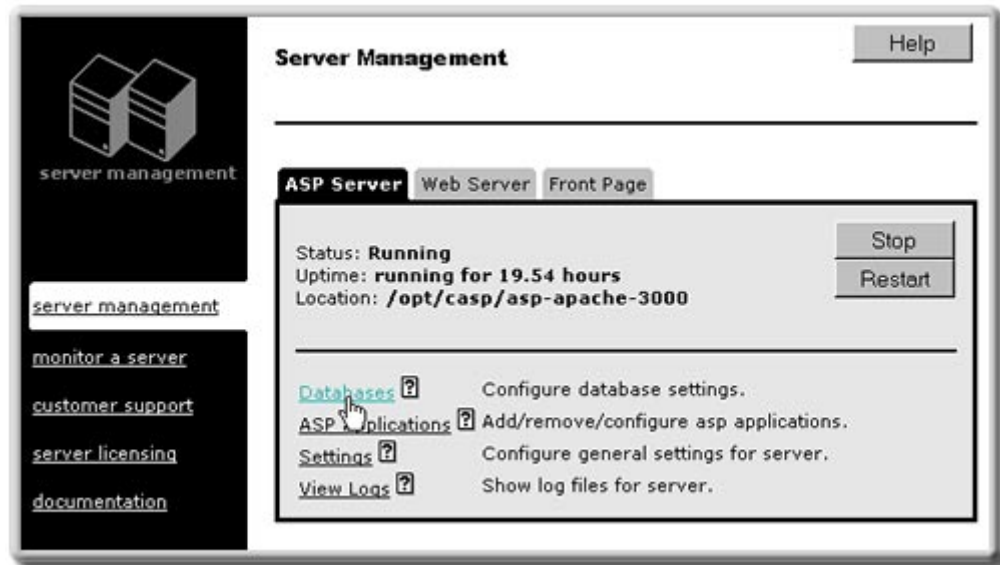 Server Management
Help
server management
ASP Server Web Server Front Page
Status: Running
Uptime: running for 19.54 hours
Location: /opt/casp/asp-apache-3000
Stop
Restart
server management
monitor a server
customer support
server licensing
documentation
Databases ? Configure database settings.
ASP Applications ? Add/remove/configure asp applications.
Settings ? Configure general settings for server.
View Logs ? Show log files for server.